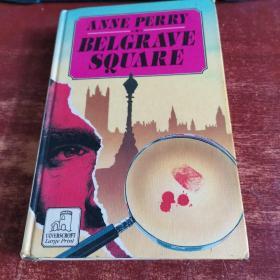 ANNE PERRY
BELGRAVE
SQUARE
ULVERSCROFT
Large Print